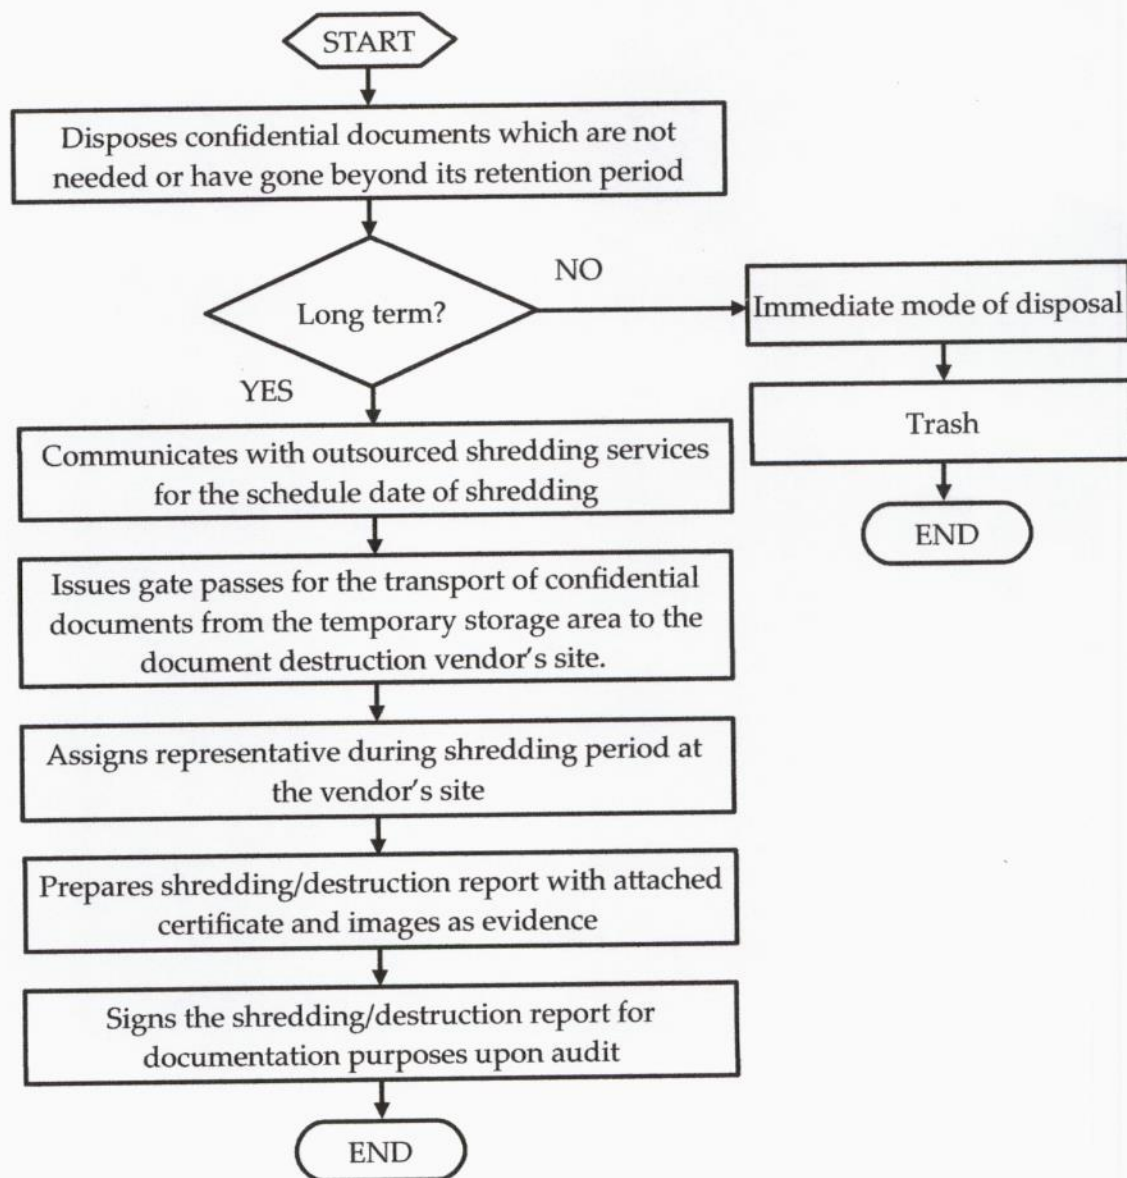 START
Disposes confidential documents which are not
needed or have gone beyond its retention period
Long term?
NO
Immediate mode of disposal
Trash
END
YES
Communicates with outsourced shredding services
for the schedule date of shredding
Issues gate passes for the transport of confidential
documents from the temporary storage area to the
document destruction vendor's site.
Assigns representative during shredding period at
the vendor's site
Prepares shredding/destruction report with attached
certificate and images as evidence
Signs the shredding/destruction report for
documentation purposes upon audit
END